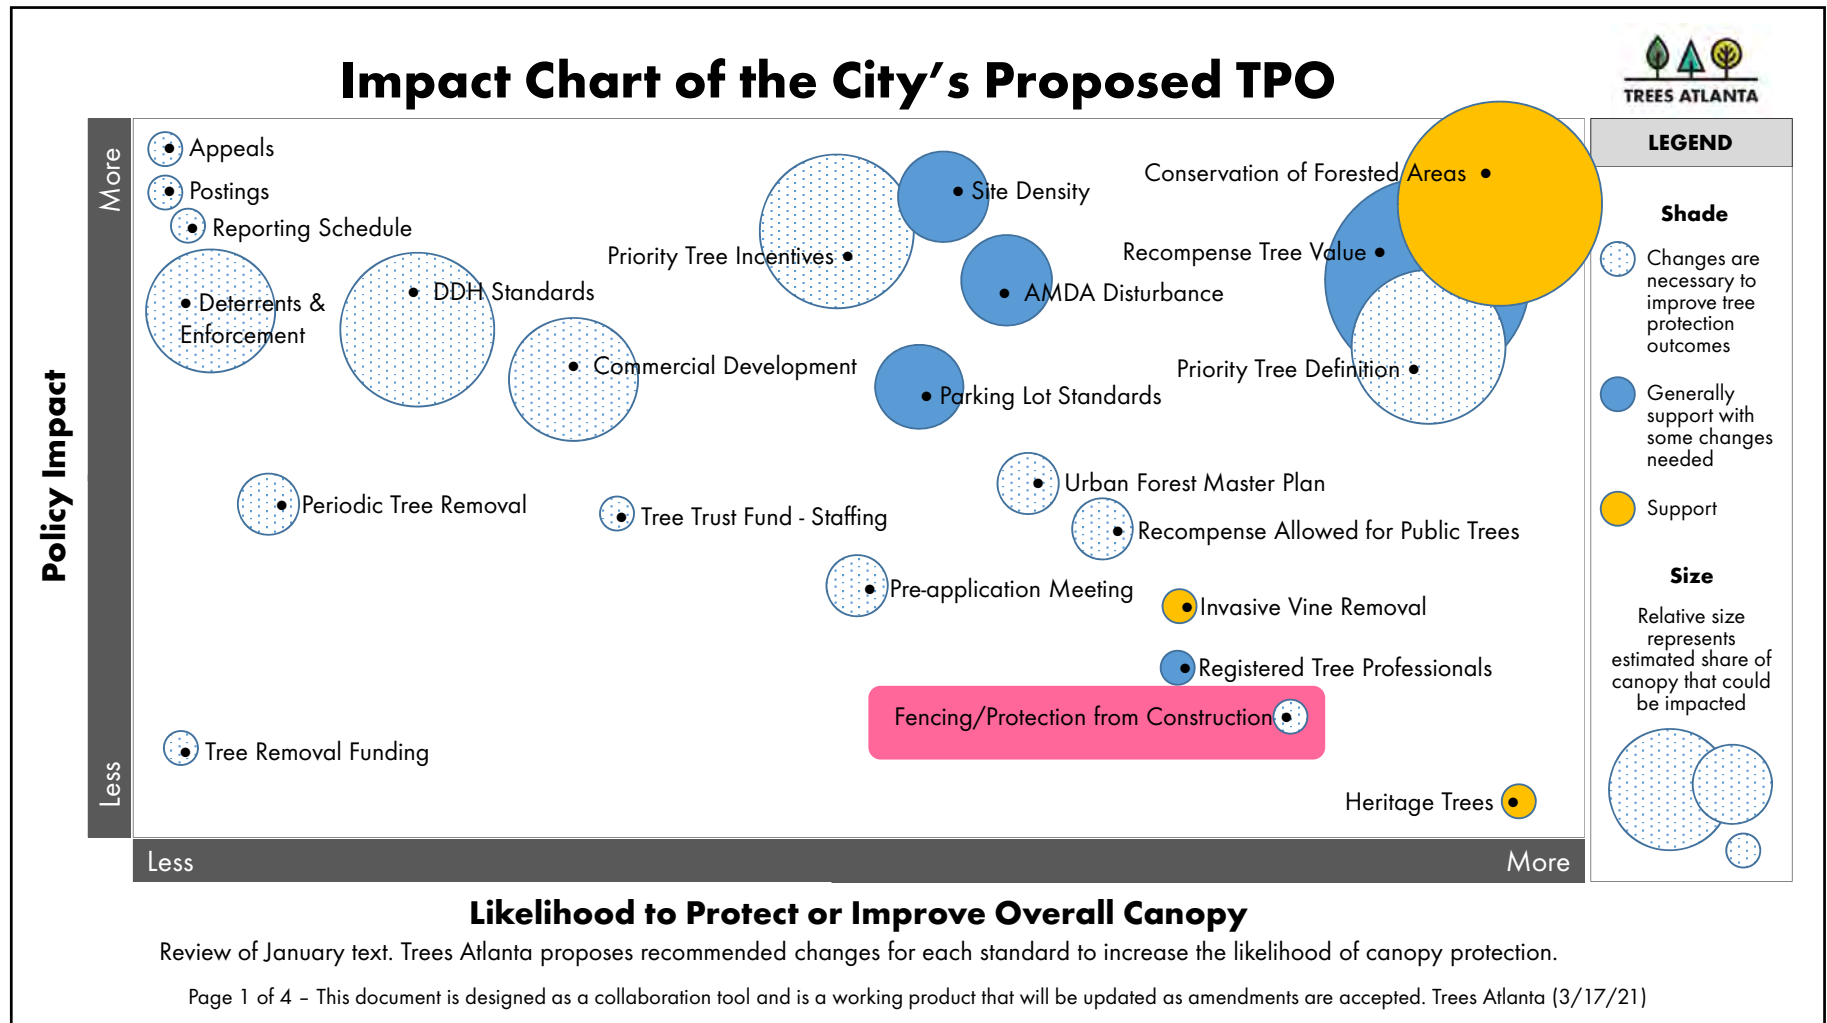 Impact Chart of the City's Proposed TPO
TREES ATLANTA
More
Policy Impact
Less
Appeals
Postings
Reporting Schedule
Deterrents &
Enforcement
DDH Standards
Commercial Development
Priority Tree Incentives
Site Density
AMDA Disturbance
Parking Lot Standards
Conservation of Forested Areas
Recompense Tree Value
Priority Tree Definition
Periodic Tree Removal
Tree Trust Fund - Staffing
Urban Forest Master Plan
Recompense Allowed for Public Trees
Pre-application Meeting
Invasive Vine Removal
Registered Tree Professionals
Fencing/Protection from Construction
Tree Removal Funding
Heritage Trees
Less
More
LEGEND
Shade
Changes are
necessary to
improve tree
protection
outcomes
Generally
support with
some changes
needed
Support
Size
Relative size
represents
estimated share of
canopy that could
be impacted
Likelihood to Protect or Improve Overall Canopy
Review of January text. Trees Atlanta proposes recommended changes for each standard to increase the likelihood of canopy protection.
Page 1 of 4 – This document is designed as a collaboration tool and is a working product that will be updated as amendments are accepted. Trees Atlanta (3/17/21)